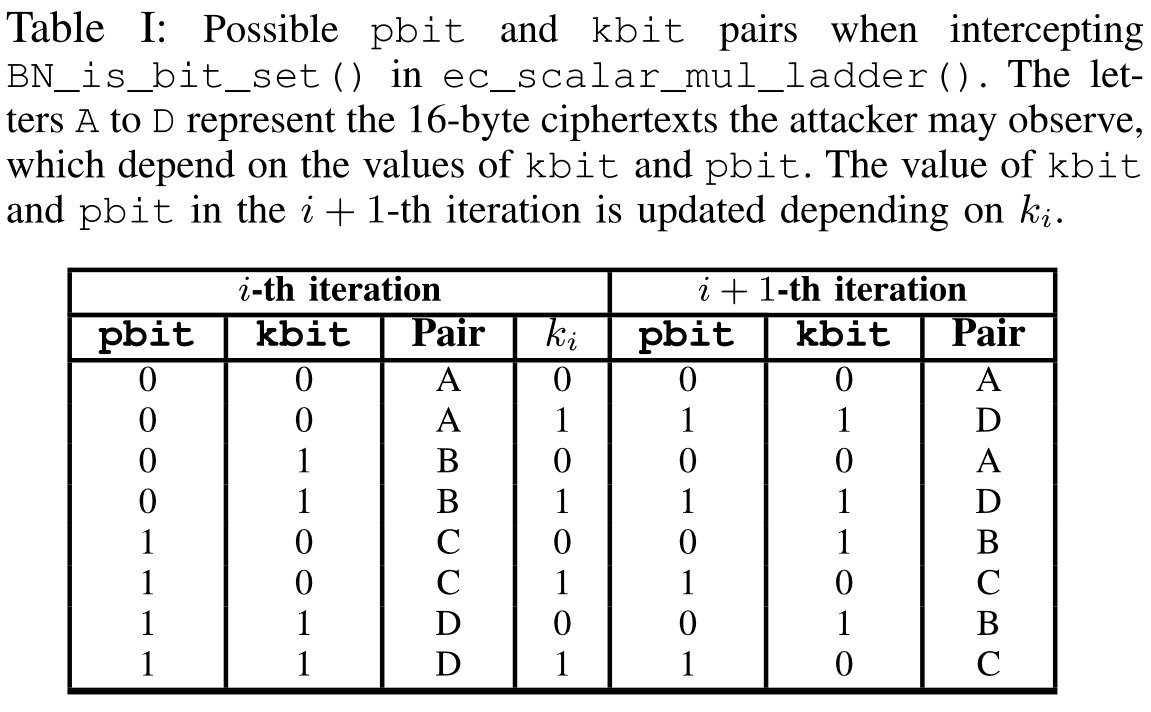 Table I: Possible pbit and kbit pairs when intercepting
BN_is_bit_set() in ec_scalar_mul_ladder(). The let-
ters A to D represent the 16-byte ciphertexts the attacker may observe,
which depend on the values of kbit and pbit. The value of kbit
and pbit in the i + 1-th iteration is updated depending on kᵢ.
i-th iteration i + 1-th iteration
pbit kbit Pair kᵢ pbit kbit Pair
0 0 A 0 0 0 A
0 0 A 1 1 1 D
0 1 B 0 0 0 A
0 1 B 1 1 1 D
1 0 C 0 0 1 B
1 0 C 1 1 0 C
1 1 D 0 0 1 B
1 1 D 1 1 0 C